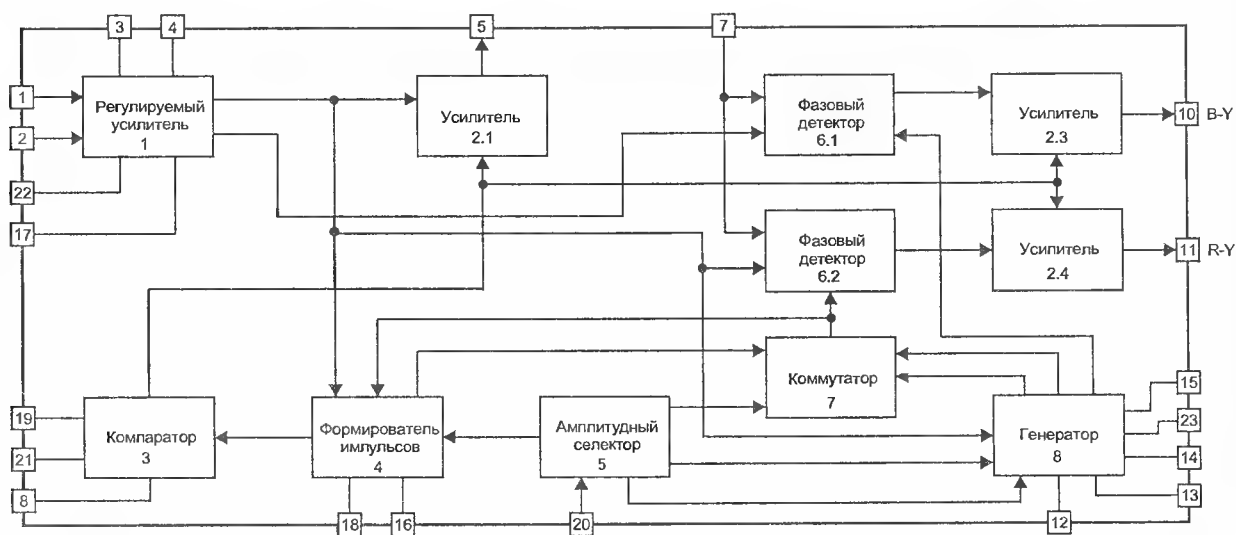 3
4
5
7
1
2
22
17
Регулируемый
усилитель
1
Усилитель
2.1
Фазовый
детектор
6.1
Усилитель
2.3
10
B-Y
Фазовый
детектор
6.2
Усипитель
2.4
11
R-Y
Коммутатор
7
19
21
8
Компаратор
3
Формирователь
импульсов
4
Амплитудный
селектор
5
Генератор
8
15
23
14
13
18
16
20
12